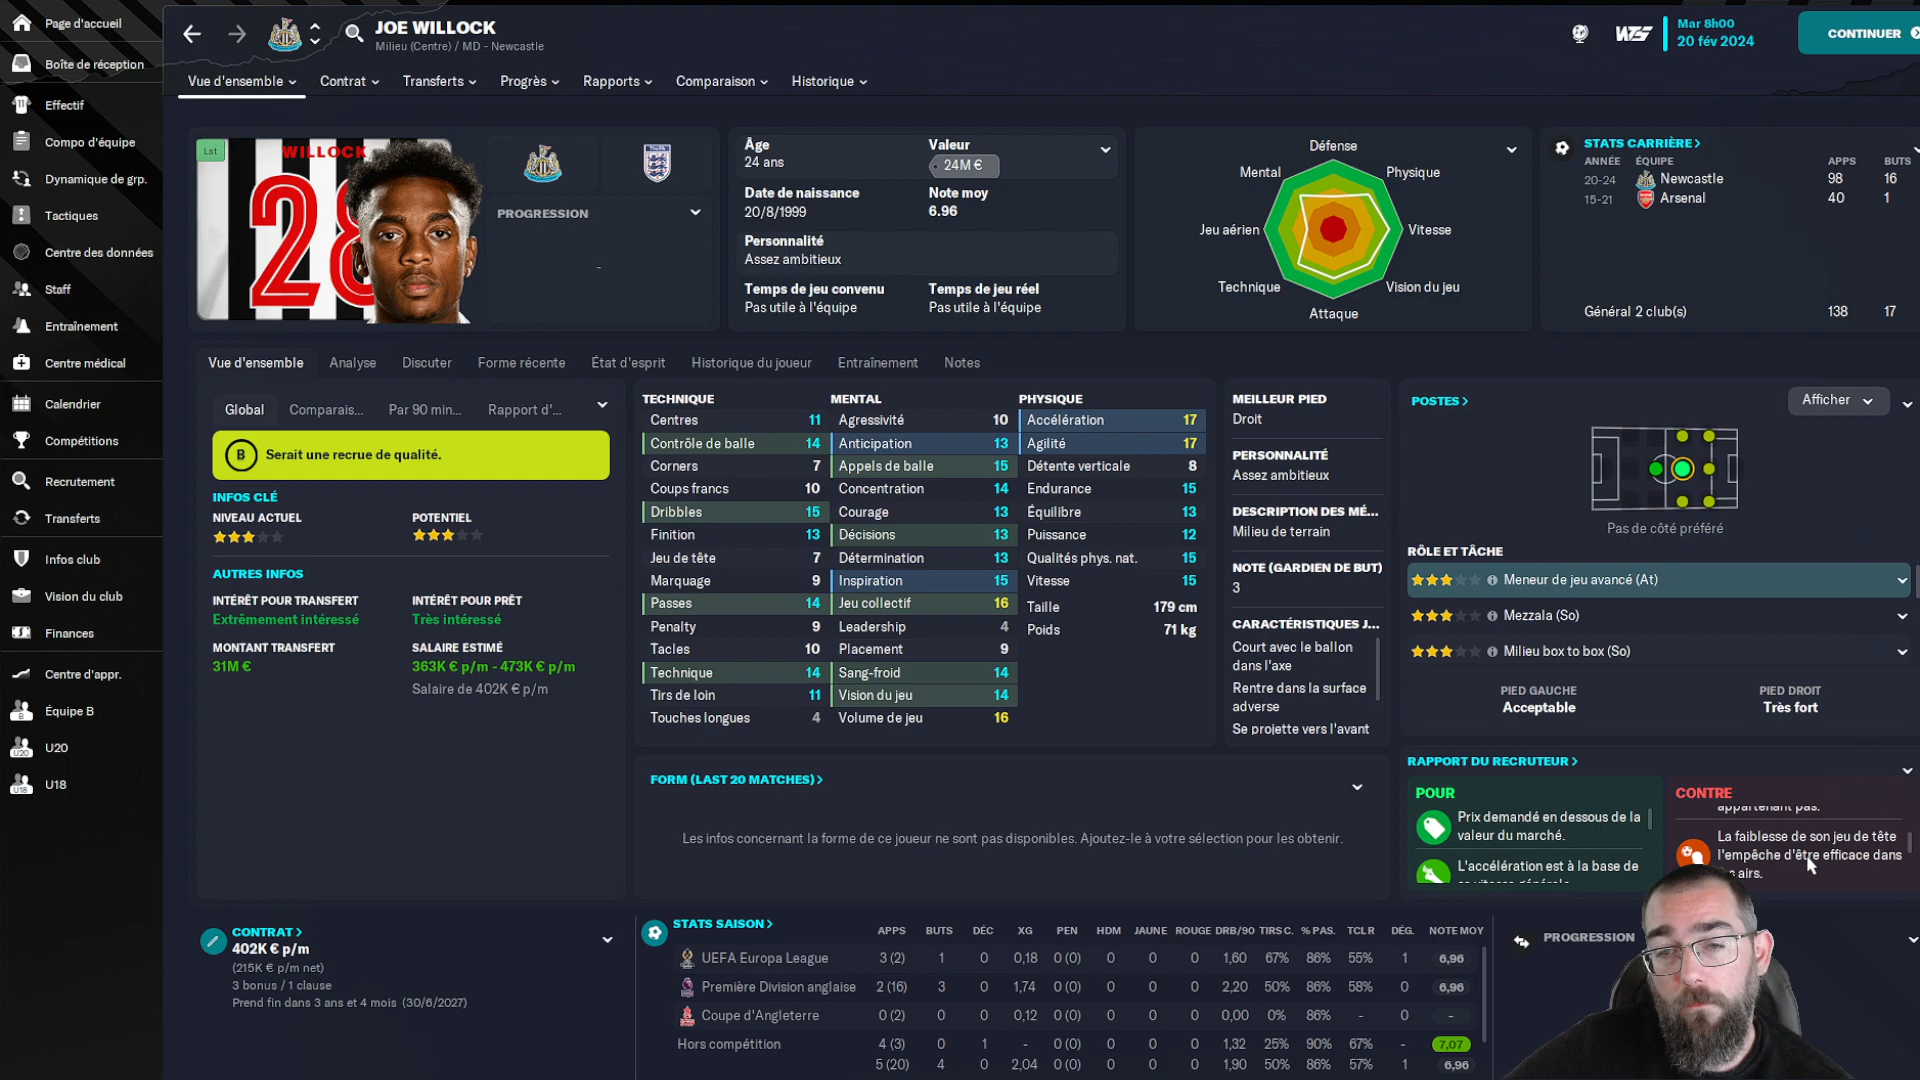 Page d'accueil
Boîte de réception
Effectif
Compo d'équipe
Dynamique de grp.
Tactiques
Centre des données
Staff
Entraînement
Centre médical
Calendrier
Compétitions
Recrutement
Transferts
Infos club
Vision du club
Finances
Centre d'appr.
Équipe B
U20
U18
JOE WILLOCK
Milieu (Centre) / MD - Newcastle
Mar 8h00
20 fév 2024
CONTINUER
Vue d'ensemble Contrat Transferts Progrès Rapports Comparaison Historique
Lst
WILLOCK
28
PROGRESSION
-
Âge
24 ans
Valeur
24M €
Date de naissance
20/8/1999
Note moy
6.96
Personnalité
Assez ambitieux
Temps de jeu convenu
Pas utile à l'équipe
Temps de jeu réel
Pas utile à l'équipe
Défense
Mental Physique
Jeu aérien Vitesse
Technique Vision du jeu
Attaque
STATS CARRIÈRE
ANNÉE ÉQUIPE APPS BUTS
20-24 Newcastle 98 16
15-21 Arsenal 40 1
Général 2 club(s) 138 17
Vue d'ensemble Analyse Discuter Forme récente État d'esprit Historique du joueur Entraînement Notes
Global Comparais... Par 90 min... Rapport d'...
B Serait une recrue de qualité.
INFOS CLÉ
NIVEAU ACTUEL POTENTIEL
AUTRES INFOS
INTÉRÊT POUR TRANSFERT INTÉRÊT POUR PRÊT
Extrêmement intéressé Très intéressé
MONTANT TRANSFERT SALAIRE ESTIMÉ
31M € 363K € p/m - 473K € p/m
Salaire de 402K € p/m
TECHNIQUE MENTAL PHYSIQUE
Centres 11 Agressivité 10 Accélération 17
Contrôle de balle 14 Anticipation 13 Agilité 17
Corners 7 Appels de balle 15 Détente verticale 8
Coups francs 10 Concentration 14 Endurance 15
Dribbles 15 Courage 13 Équilibre 13
Finition 13 Décisions 13 Puissance 12
Jeu de tête 7 Détermination 13 Qualités phys. nat. 15
Marquage 9 Inspiration 15 Vitesse 15
Passes 14 Jeu collectif 16 Taille 179 cm
Penalty 9 Leadership 4 Poids 71 kg
Tacles 10 Placement 9
Technique 14 Sang-froid 14
Tirs de loin 11 Vision du jeu 14
Touches longues 4 Volume de jeu 16
MEILLEUR PIED
Droit
PERSONNALITÉ
Assez ambitieux
DESCRIPTION DES MÉ...
Milieu de terrain
NOTE (GARDIEN DE BUT)
3
CARACTÉRISTIQUES J...
Court avec le ballon
dans l'axe
Rentre dans la surface
adverse
Se projette vers l'avant
POSTES
Afficher
Pas de côté préféré
RÔLE ET TÂCHE
Meneur de jeu avancé (At)
Mezzala (So)
Milieu box to box (So)
PIED GAUCHE PIED DROIT
Acceptable Très fort
FORM (LAST 20 MATCHES)
Les infos concernant la forme de ce joueur ne sont pas disponibles. Ajoutez-le à votre sélection pour les obtenir.
RAPPORT DU RECRUTEUR
POUR
Prix demandé en dessous de la
valeur du marché.
L'accélération est à la base de
sa vitesse générale
CONTRE
appartenant pas.
La faiblesse de son jeu de tête
l'empêche d'être efficace dans
airs.
CONTRAT
402K € p/m
(215K € p/m net)
3 bonus / 1 clause
Prend fin dans 3 ans et 4 mois (30/6/2027)
STATS SAISON APPS BUTS DÉC XG PEN HDM JAUNE ROUGE DRB/90 TIRS C. % PAS. TCL R DÉG. NOTE MOY
UEFA Europa League 3 (2) 1 0 0,18 0 (0) 0 0 0 1,60 67% 86% 55% 1 6,96
Première Division anglaise 2 (16) 3 0 1,74 0 (0) 0 0 0 2,20 50% 86% 58% 0 6,96
Coupe d'Angleterre 0 (2) 0 0 0,12 0 (0) 0 0 0 0,00 0% 86% - 0 -
Hors compétition 4 (3) 0 1 - 0 (0) 0 0 0 1,32 25% 90% 67% - 7,07
5 (20) 4 0 2,04 0 (0) 0 0 0 1,90 50% 86% 57% 1 6,96
PROGRESSION